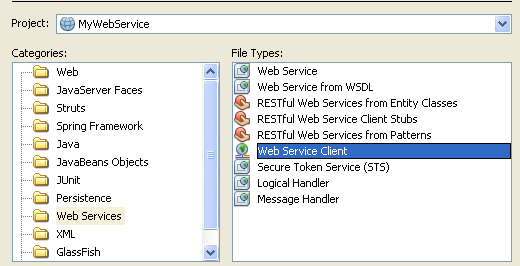 Project: MyWebService
Categories:
Web
JavaServer Faces
Struts
Spring Framework
Java
JavaBeans Objects
JUnit
Persistence
Web Services
XML
GlassFish
File Types:
Web Service
Web Service from WSDL
RESTful Web Services from Entity Classes
RESTful Web Service Client Stubs
RESTful Web Services from Patterns
Web Service Client
Secure Token Service (STS)
Logical Handler
Message Handler